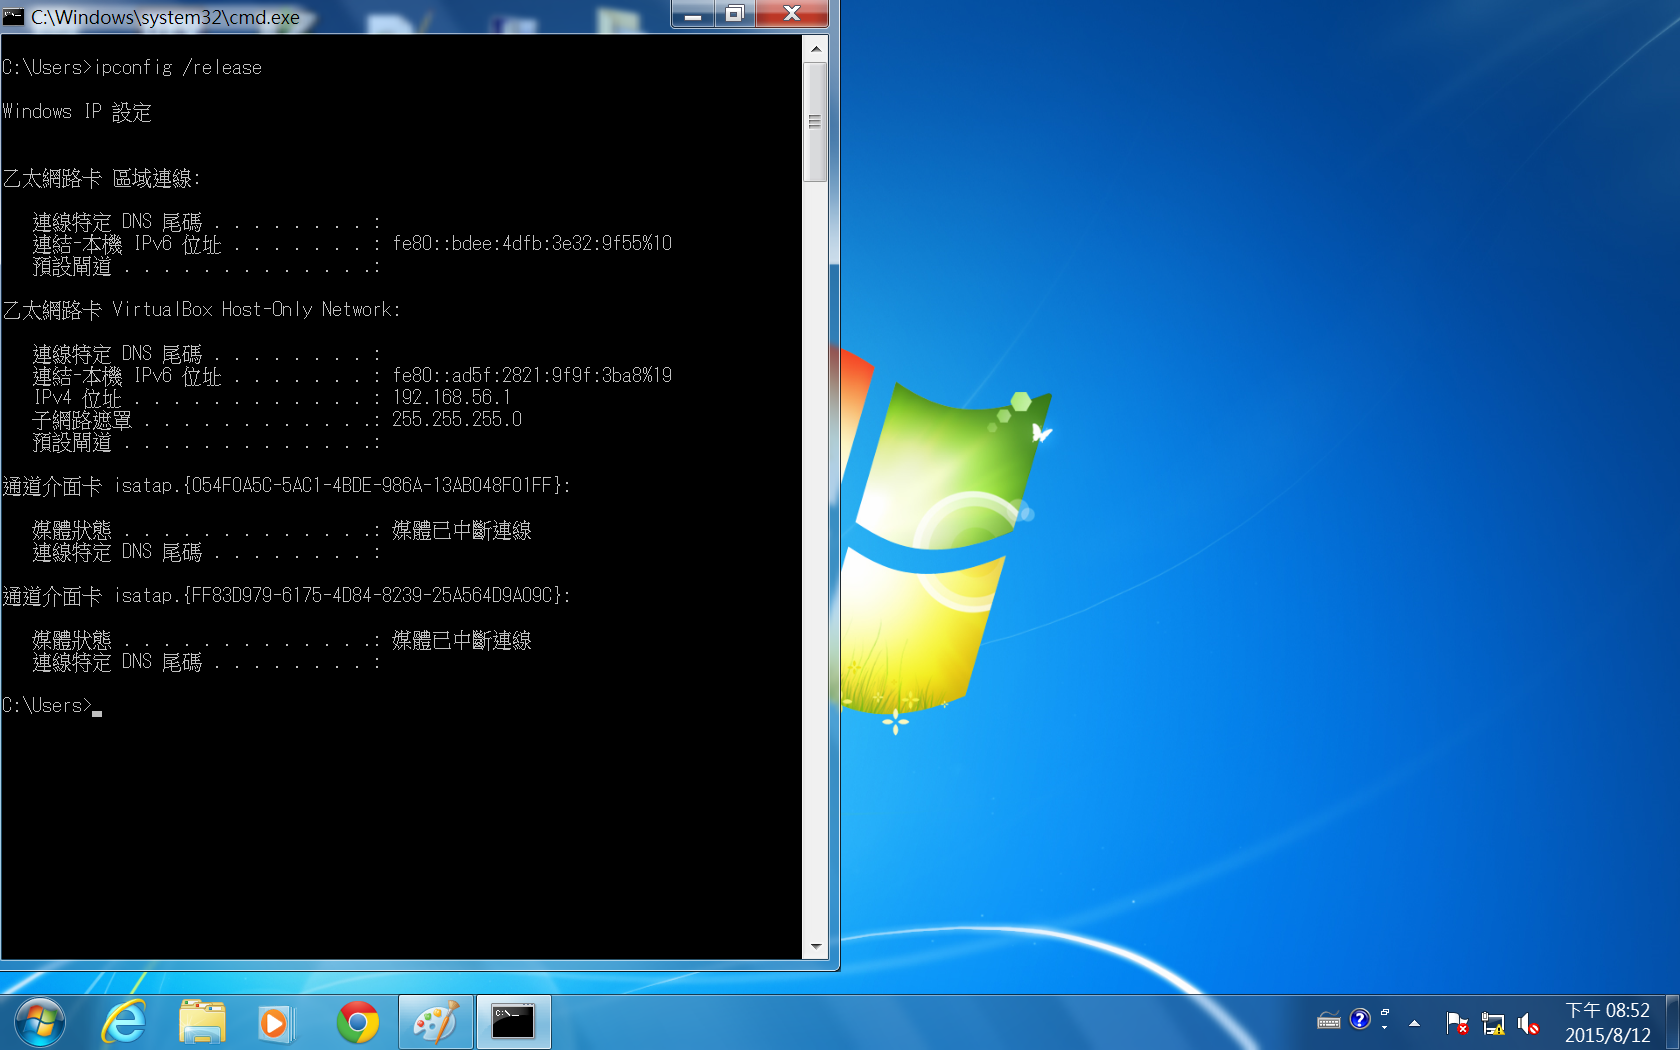 C:\Windows\system32\cmd.exe
C:\Users>ipconfig /release
Windows IP 設定
乙太網路卡 區域連線:
連線特定 DNS 尾碼 . . . . . . . . :
連結-本機 IPv6 位址 . . . . . . . : fe80::bdee:4dfb:3e32:9f55%10
預設閘道 . . . . . . . . . . . . .:
乙太網路卡 VirtualBox Host-Only Network:
連線特定 DNS 尾碼 . . . . . . . . :
連結-本機 IPv6 位址 . . . . . . . : fe80::ad5f:2821:9f9f:3ba8%19
IPv4 位址 . . . . . . . . . . . . : 192.168.56.1
子網路遮罩 . . . . . . . . . . . .: 255.255.255.0
預設閘道 . . . . . . . . . . . . .:
通道介面卡 isatap.{054F0A5C-5AC1-4BDE-986A-13AB048F01FF}:
媒體狀態 . . . . . . . . . . . . .: 媒體已中斷連線
連線特定 DNS 尾碼 . . . . . . . . :
通道介面卡 isatap.{FF83D979-6175-4D84-8239-25A564D9A09C}:
媒體狀態 . . . . . . . . . . . . .: 媒體已中斷連線
連線特定 DNS 尾碼 . . . . . . . . :
C:\Users>
下午 08:52
2015/8/12